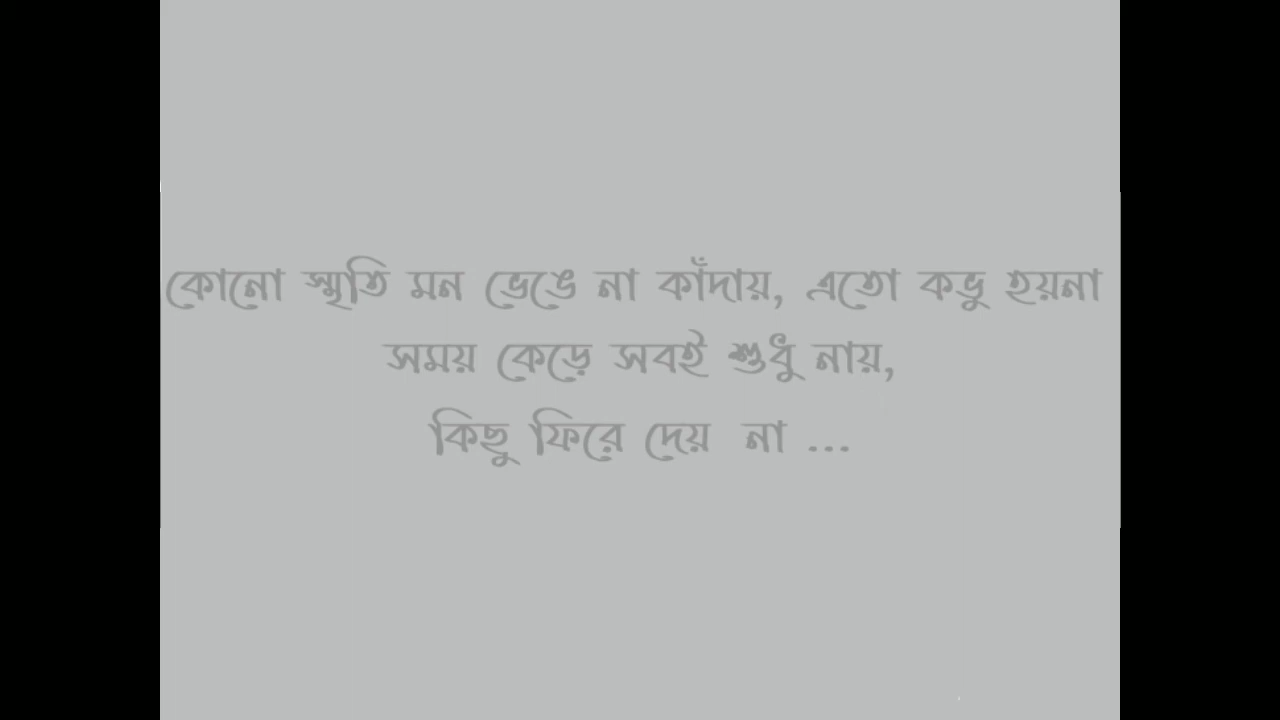 কোনো স্মৃতি মন ভেঙে না কাঁদায়, এতো কভু হয়না
সময় কেড়ে সবই শুধু নায়,
কিছু ফিরে দেয় না ...